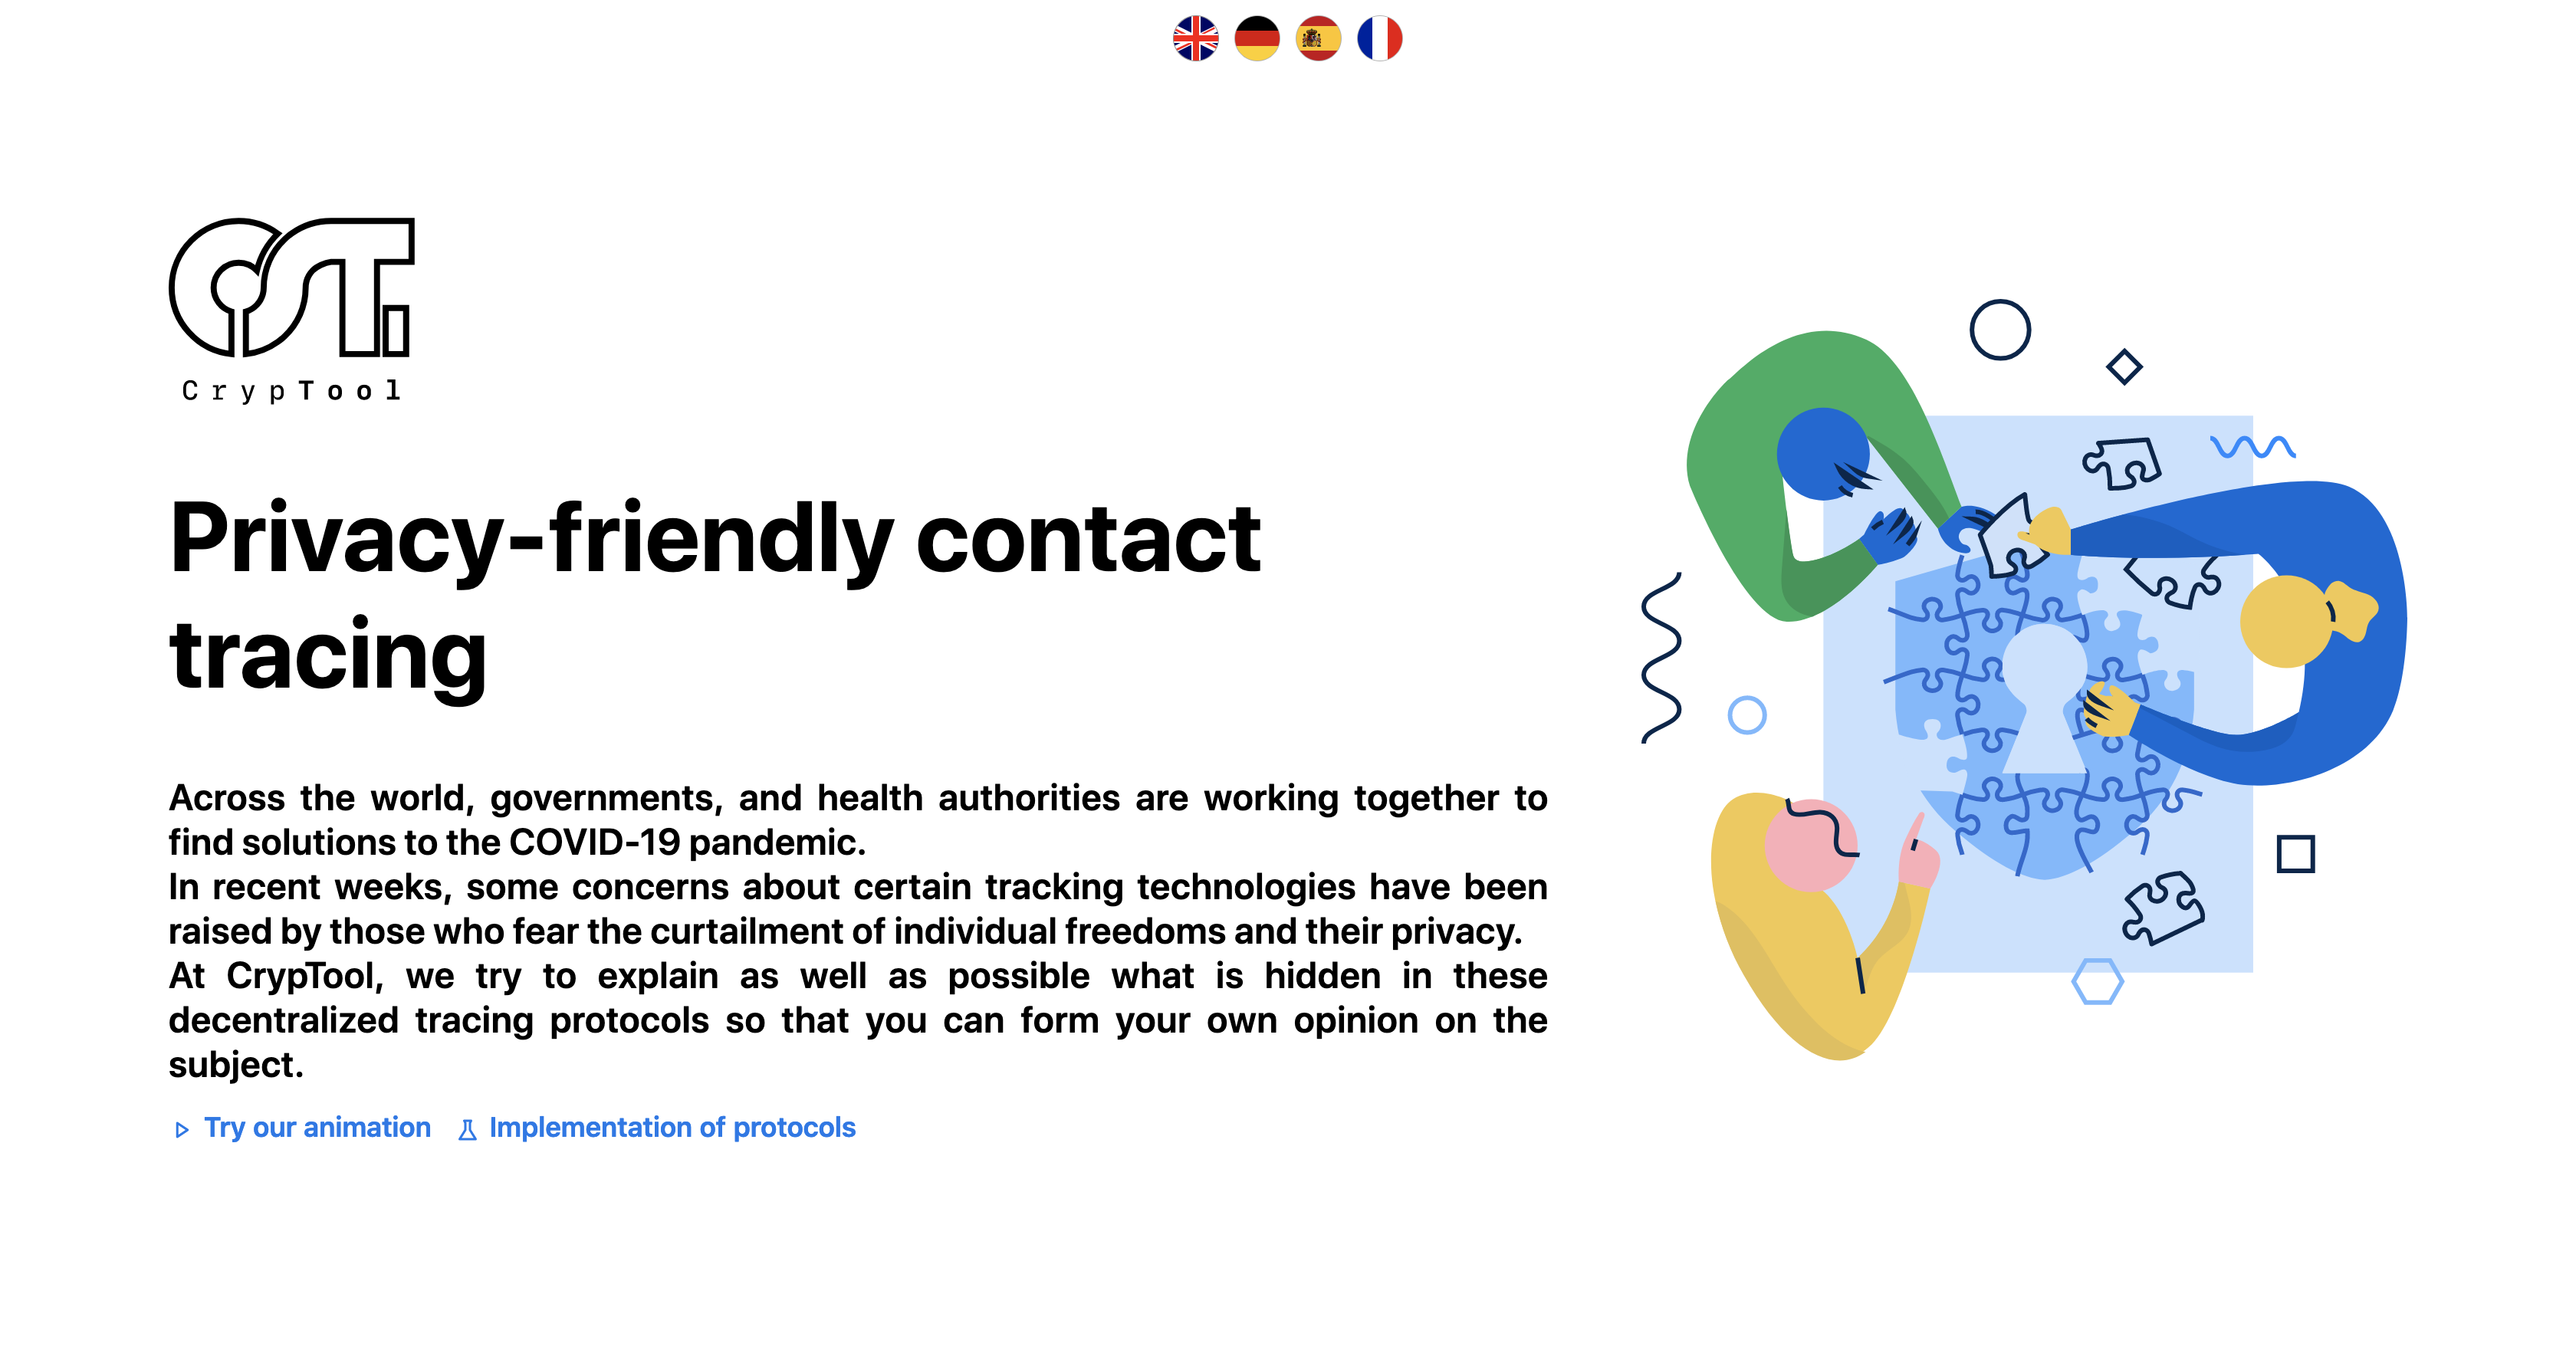 CrypTool
Privacy-friendly contact
tracing
Across the world, governments, and health authorities are working together to
find solutions to the COVID-19 pandemic.
In recent weeks, some concerns about certain tracking technologies have been
raised by those who fear the curtailment of individual freedoms and their privacy.
At CrypTool, we try to explain as well as possible what is hidden in these
decentralized tracing protocols so that you can form your own opinion on the
subject.
Try our animation Implementation of protocols